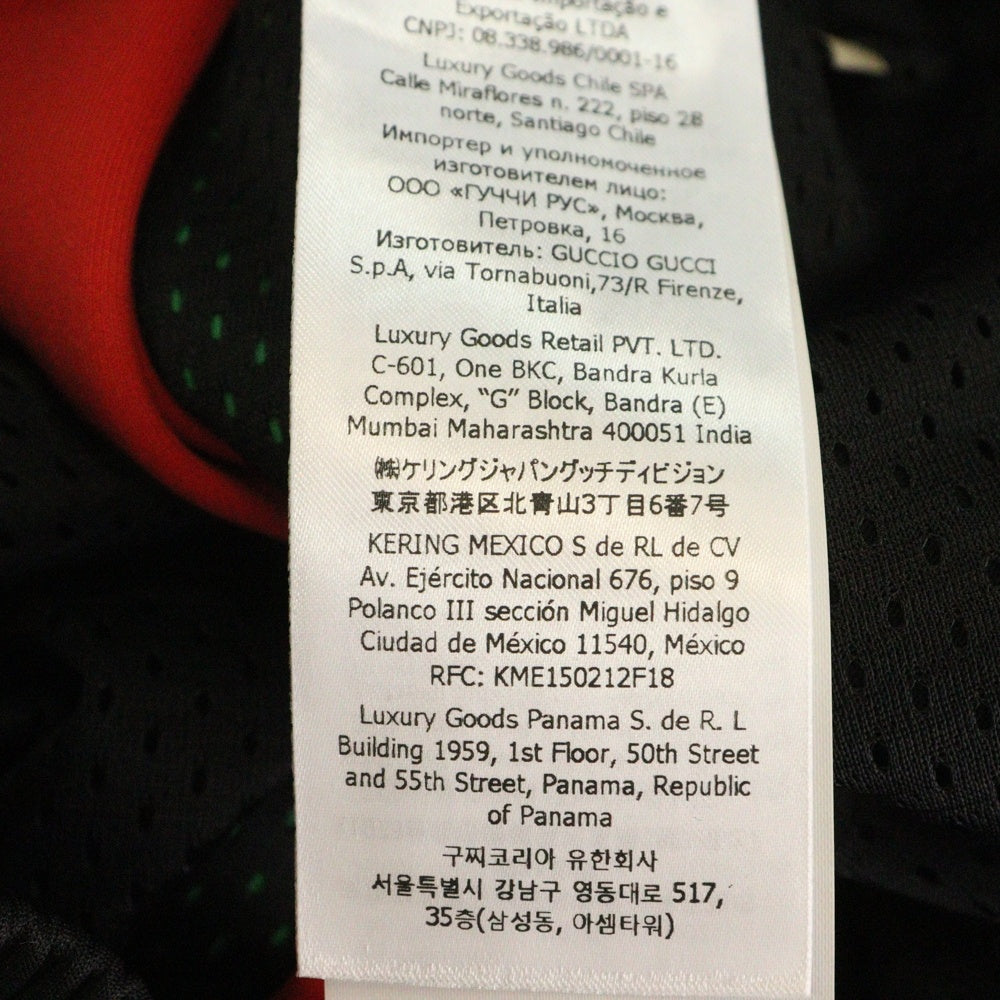 Importação e
Exportação LTDA
CNPJ: 08.338.986/0001-16
Luxury Goods Chile SPA
Calle Miraflores n. 222, piso 28
norte, Santiago Chile
Импортер и уполномоченное
изготовителем лицо:
ООО «ГУЧЧИ РУС», Москва,
Петровка, 16
Изготовитель: GUCCIO GUCCI
S.p.A, via Tornabuoni,73/R Firenze,
Italia
Luxury Goods Retail PVT. LTD.
C-601, One BKC, Bandra Kurla
Complex, “G” Block, Bandra (E)
Mumbai Maharashtra 400051 India
㈱ケリングジャパングッチディビジョン
東京都港区北青山3丁目6番7号
KERING MEXICO S de RL de CV
Av. Ejército Nacional 676, piso 9
Polanco III sección Miguel Hidalgo
Ciudad de México 11540, México
RFC: KME150212F18
Luxury Goods Panama S. de R. L
Building 1959, 1st Floor, 50th Street
and 55th Street, Panama, Republic
of Panama
구찌코리아 유한회사
서울특별시 강남구 영동대로 517,
35층(삼성동, 아셈타워)